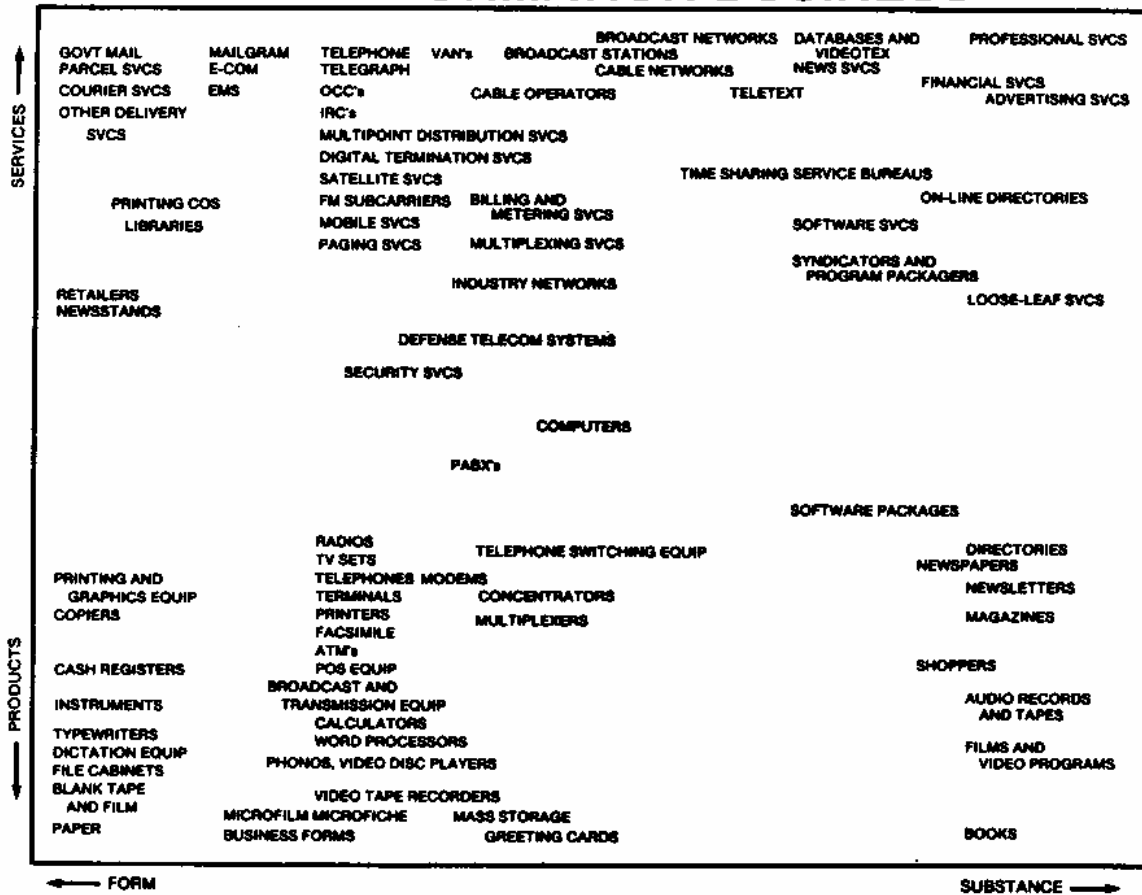 BROADCAST NETWORKS DATABASES AND PROFESSIONAL SVCS
GOVT MAIL MAILGRAM TELEPHONE VAN's BROADCAST STATIONS VIDEOTEX
PARCEL SVCS E-COM TELEGRAPH CABLE NETWORKS NEWS SVCS
FINANCIAL SVCS
COURIER SVCS EMS OCC's CABLE OPERATORS TELETEXT ADVERTISING SVCS
OTHER DELIVERY IRC's
SVCS MULTIPOINT DISTRIBUTION SVCS
DIGITAL TERMINATION SVCS
SATELLITE SVCS TIME SHARING SERVICE BUREAUS
PRINTING COS FM SUBCARRIERS BILLING AND ON-LINE DIRECTORIES
METERING SVCS
LIBRARIES MOBILE SVCS SOFTWARE SVCS
PAGING SVCS MULTIPLEXING SVCS
SYNDICATORS AND
PROGRAM PACKAGERS
INDUSTRY NETWORKS
RETAILERS LOOSE-LEAF SVCS
NEWSSTANDS
DEFENSE TELECOM SYSTEMS
SECURITY SVCS
COMPUTERS
PABX's
SOFTWARE PACKAGES
RADIOS
TV SETS TELEPHONE SWITCHING EQUIP DIRECTORIES
NEWSPAPERS
PRINTING AND TELEPHONES MODEMS
GRAPHICS EQUIP TERMINALS CONCENTRATORS NEWSLETTERS
COPIERS PRINTERS MULTIPLEXERS MAGAZINES
FACSIMILE
ATM's
CASH REGISTERS POS EQUIP SHOPPERS
BROADCAST AND
INSTRUMENTS TRANSMISSION EQUIP AUDIO RECORDS
CALCULATORS AND TAPES
TYPEWRITERS WORD PROCESSORS
DICTATION EQUIP FILMS AND
FILE CABINETS PHONOS, VIDEO DISC PLAYERS VIDEO PROGRAMS
BLANK TAPE VIDEO TAPE RECORDERS
AND FILM
MICROFILM MICROFICHE MASS STORAGE
PAPER BUSINESS FORMS GREETING CARDS BOOKS
SERVICES
PRODUCTS
FORM SUBSTANCE